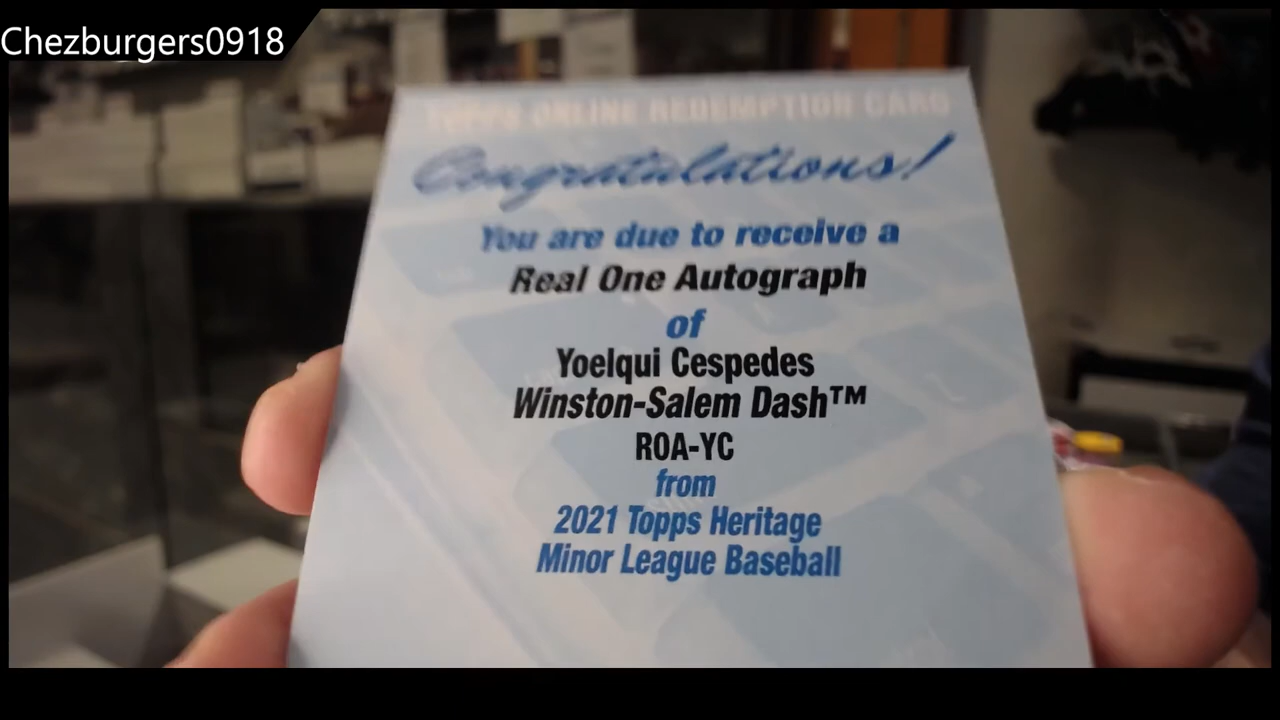 Chezburgers0918
TOPPS ONLINE REDEMPTION CARD
Congratulations!
You are due to receive a
Real One Autograph
of
Yoelqui Cespedes
Winston-Salem Dash™
ROA-YC
from
2021 Topps Heritage
Minor League Baseball